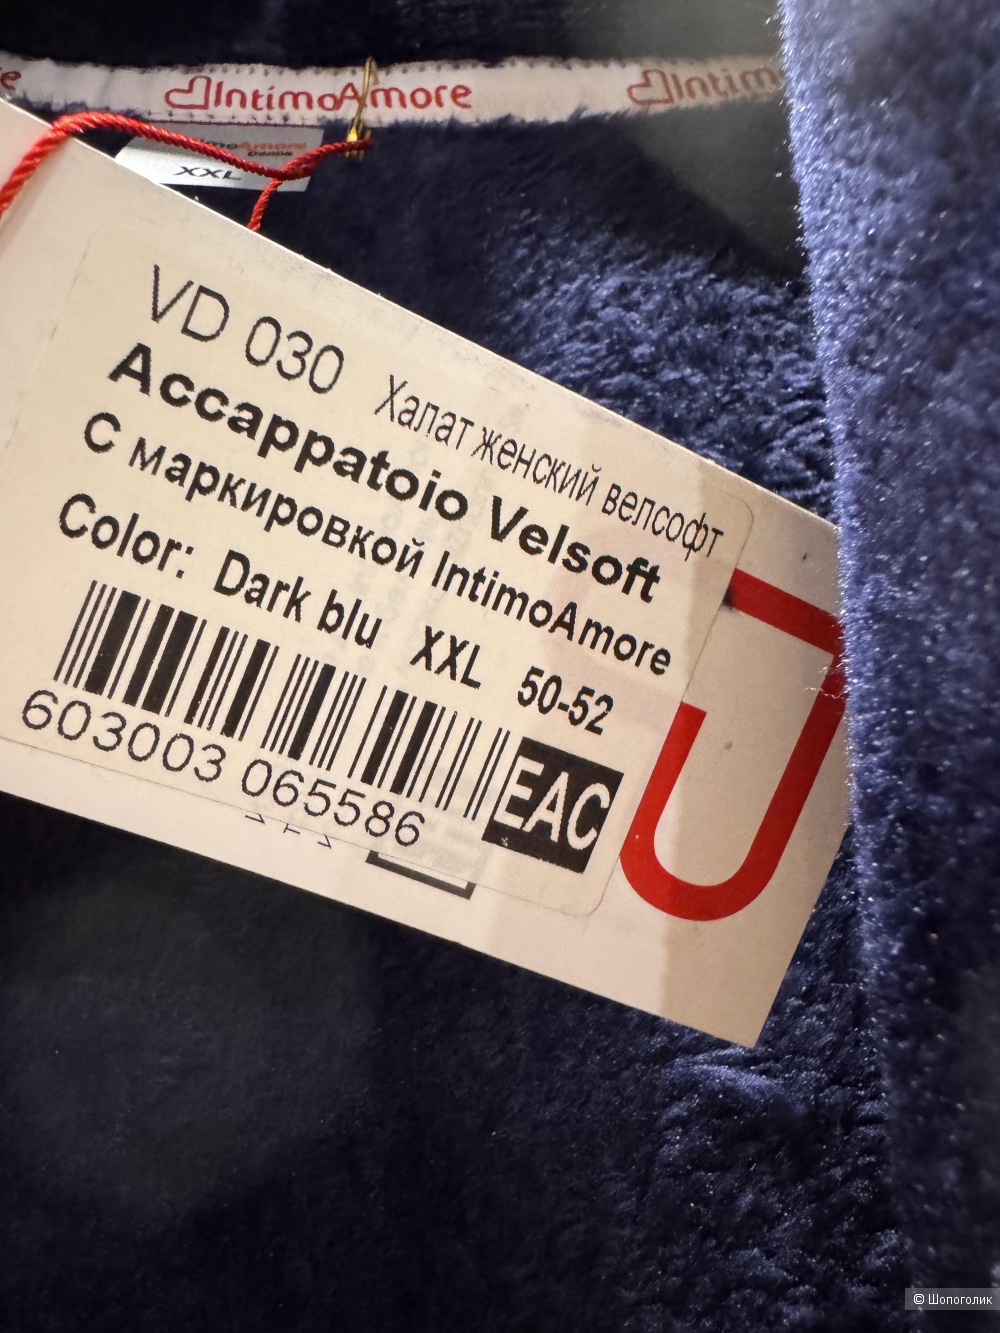 IntimoAmore
Intim
XXL
VD 030 Халат женский велсофт
Accappatoio Velsoft
С маркировкой IntimoAmore
Color: Dark blu XXL 50-52
603003 065586
EAC
© Шопоголик